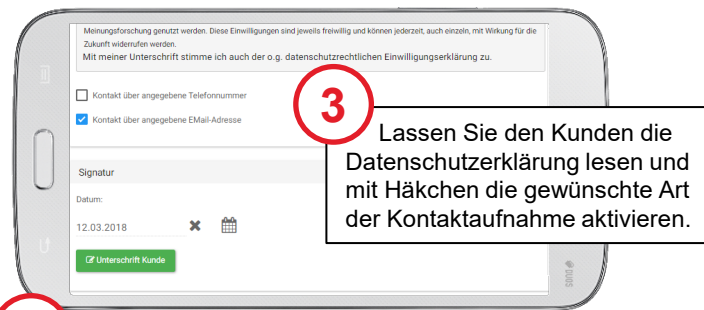 Meinungsforschung genutzt werden. Diese Einwilligungen sind jeweils freiwillig und können jederzeit, auch einzeln, mit Wirkung für die
Zukunft widerrufen werden.
Mit meiner Unterschrift stimme ich auch der o.g. datenschutzrechtlichen Einwilligungserklärung zu.
Kontakt über angegebene Telefonnummer
Kontakt über angegebene EMail-Adresse
3
Lassen Sie den Kunden die
Datenschutzerklärung lesen und
mit Häkchen die gewünschte Art
der Kontaktaufnahme aktivieren.
Signatur
Datum:
12.03.2018
Unterschrift Kunde
DUOS